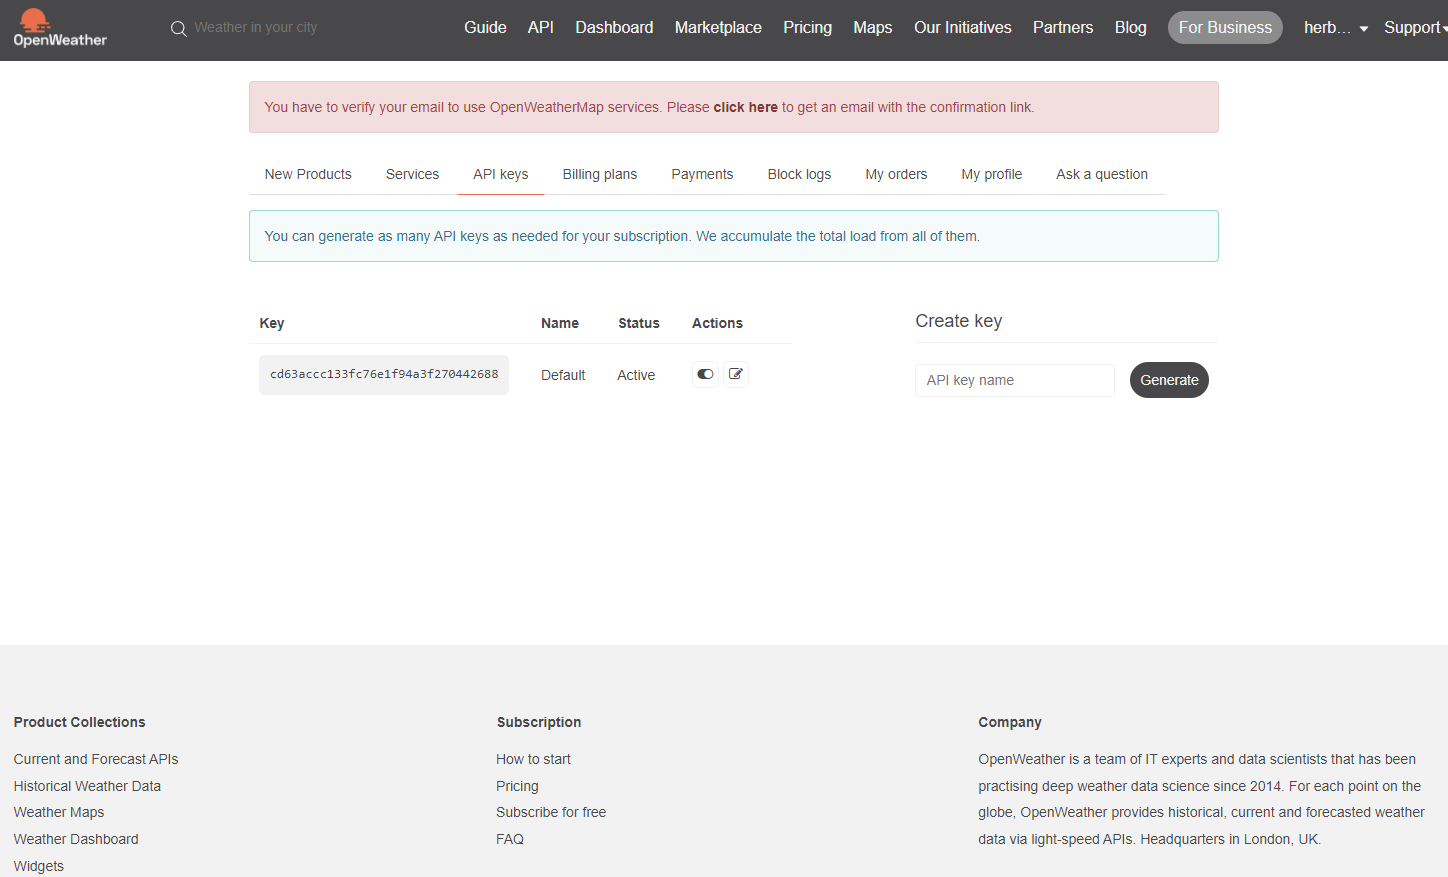 OpenWeather
Weather in your city
Guide API Dashboard Marketplace Pricing Maps Our Initiatives Partners Blog For Business herb... Support
You have to verify your email to use OpenWeatherMap services. Please click here to get an email with the confirmation link.
New Products Services API keys Billing plans Payments Block logs My orders My profile Ask a question
You can generate as many API keys as needed for your subscription. We accumulate the total load from all of them.
Key Name Status Actions
cd63accc133fc76e1f94a3f270442688 Default Active
Create key
API key name Generate
Product Collections
Current and Forecast APIs
Historical Weather Data
Weather Maps
Weather Dashboard
Widgets
Subscription
How to start
Pricing
Subscribe for free
FAQ
Company
OpenWeather is a team of IT experts and data scientists that has been
practising deep weather data science since 2014. For each point on the
globe, OpenWeather provides historical, current and forecasted weather
data via light-speed APIs. Headquarters in London, UK.